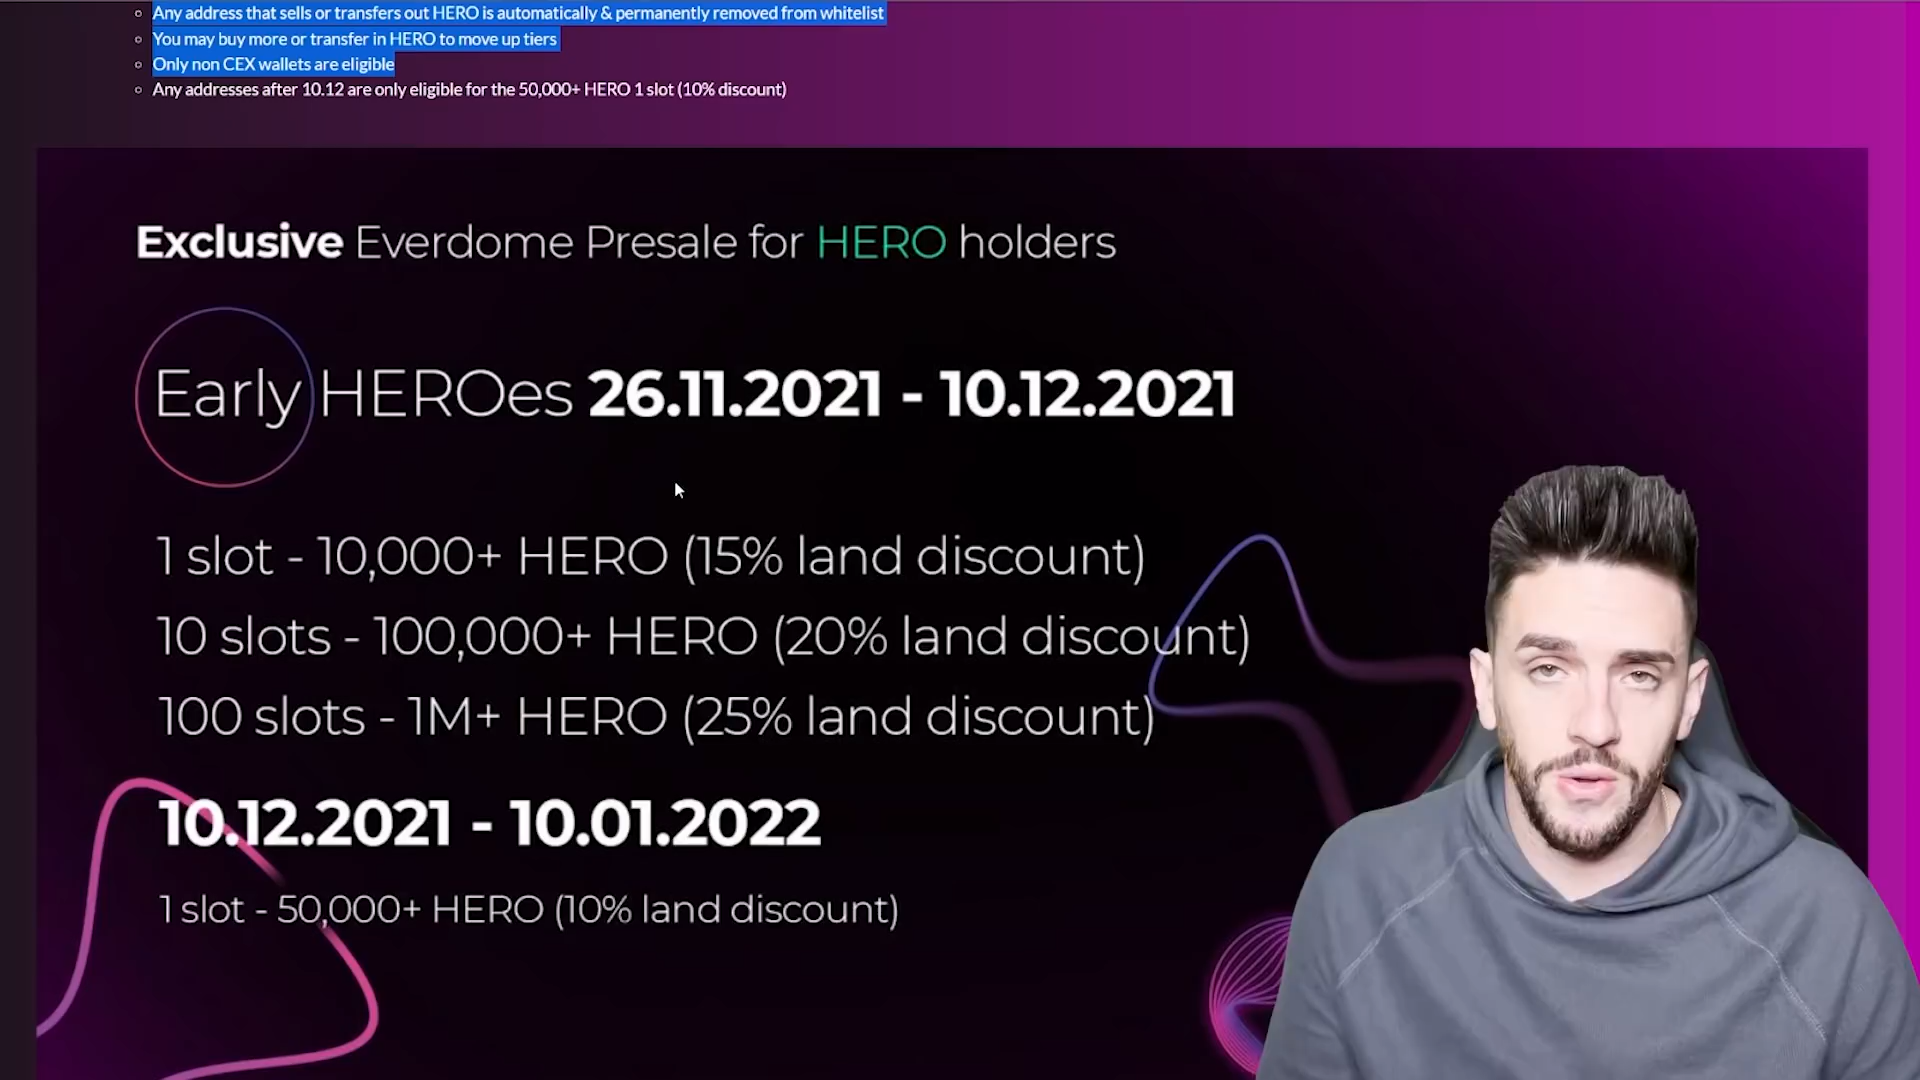 Any address that sells or transfers out HERO is automatically & permanently removed from whitelist
You may buy more or transfer in HERO to move up tiers
Only non CEX wallets are eligible
Any addresses after 10.12 are only eligible for the 50,000+ HERO 1 slot (10% discount)
Exclusive Everdome Presale for HERO holders
Early HEROes 26.11.2021 - 10.12.2021
1 slot - 10,000+ HERO (15% land discount)
10 slots - 100,000+ HERO (20% land discount)
100 slots - 1M+ HERO (25% land discount)
10.12.2021 - 10.01.2022
1 slot - 50,000+ HERO (10% land discount)